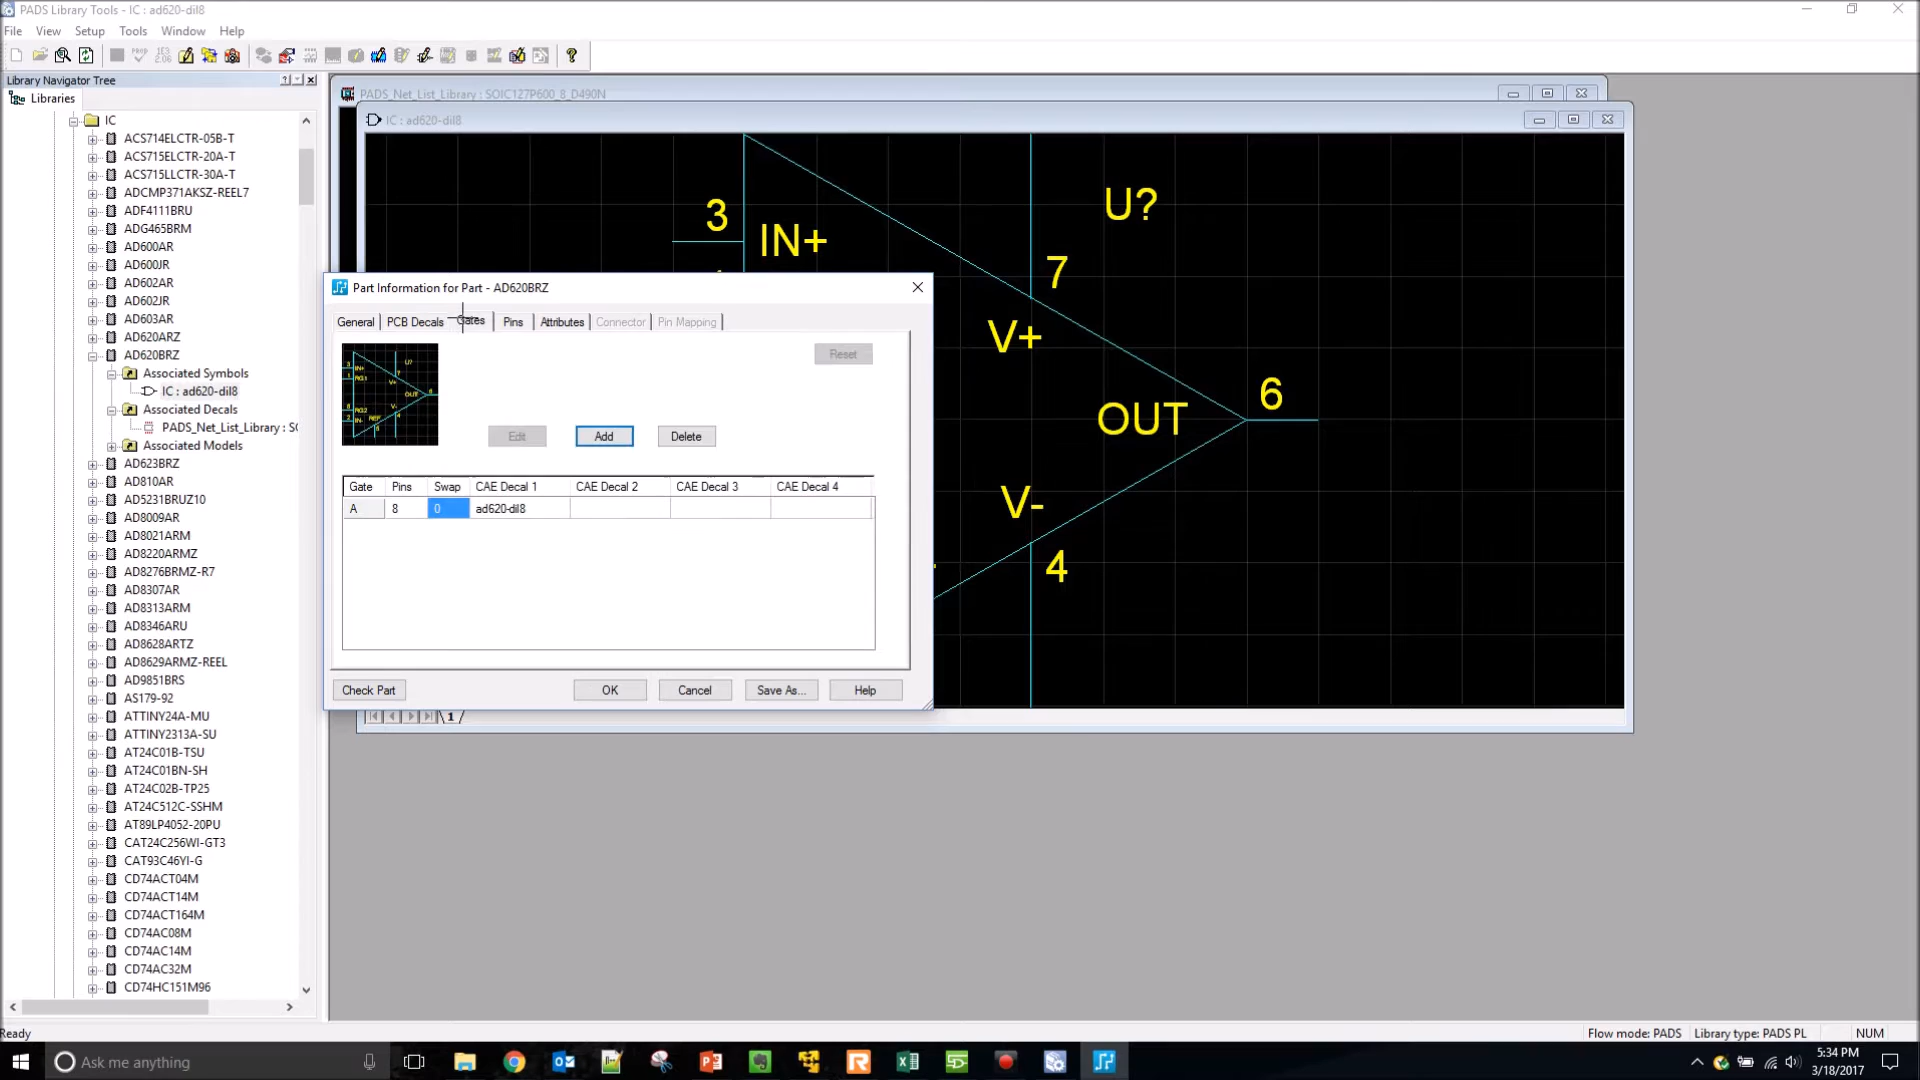 PADS Library Tools - IC : ad620-dil8
File View Setup Tools Window Help
Library Navigator Tree
Libraries
IC
ACS714ELCTR-05B-T
ACS715ELCTR-20A-T
ACS715LLCTR-30A-T
ADCMP371AKSZ-REEL7
ADF4111BRU
ADG465BRM
AD600AR
AD600JR
AD602AR
AD602JR
AD603AR
AD620ARZ
AD620BRZ
Associated Symbols
IC : ad620-dil8
Associated Decals
PADS_Net_List_Library : S
Associated Models
AD623BRZ
AD810AR
AD5231BRUZ10
AD8009AR
AD8021ARM
AD8220ARMZ
AD8276BRMZ-R7
AD8307AR
AD8313ARM
AD8346ARU
AD8628ARTZ
AD8629ARMZ-REEL
AD9851BRS
AS179-92
ATTINY24A-MU
ATTINY2313A-SU
AT24C01B-TSU
AT24C01BN-SH
AT24C02B-TP25
AT24C512C-SSHM
AT89LP4052-20PU
CAT24C256WI-GT3
CAT93C46YI-G
CD74ACT04M
CD74ACT14M
CD74ACT164M
CD74AC08M
CD74AC14M
CD74AC32M
CD74HC151M96
PADS_Net_List_Library : SOIC127P600_8_D490N
IC : ad620-dil8
U?
3
IN+
7
V+
6
OUT
V-
4
1
Part Information for Part - AD620BRZ
General PCB Decals Gates Pins Attributes Connector Pin Mapping
Reset
Edit Add Delete
Gate Pins Swap CAE Decal 1 CAE Decal 2 CAE Decal 3 CAE Decal 4
A 8 0 ad620-dil8
Check Part OK Cancel Save As... Help
Ready
Flow mode: PADS Library type: PADS PL NUM
Ask me anything
5:34 PM
3/18/2017